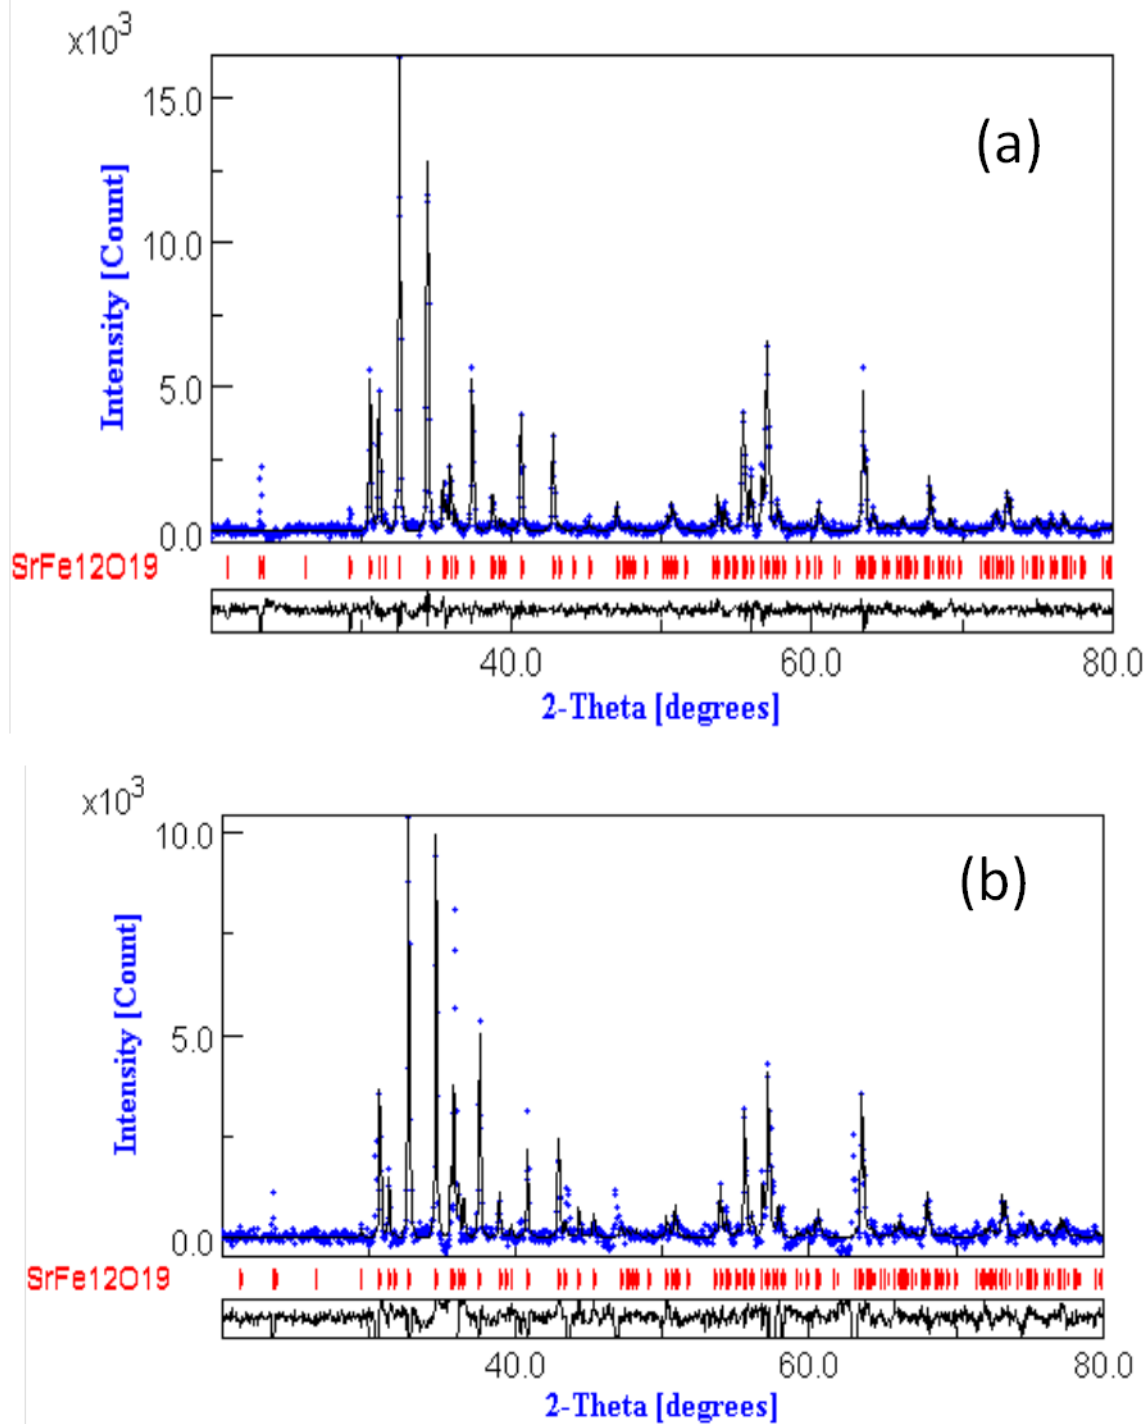 x10³
15.0
(a)
10.0
Intensity [Count]
5.0
0.0
SrFe12O19
40.0 60.0 80.0
2-Theta [degrees]
x10³
10.0
(b)
Intensity [Count]
5.0
0.0
SrFe12O19
40.0 60.0 80.0
2-Theta [degrees]